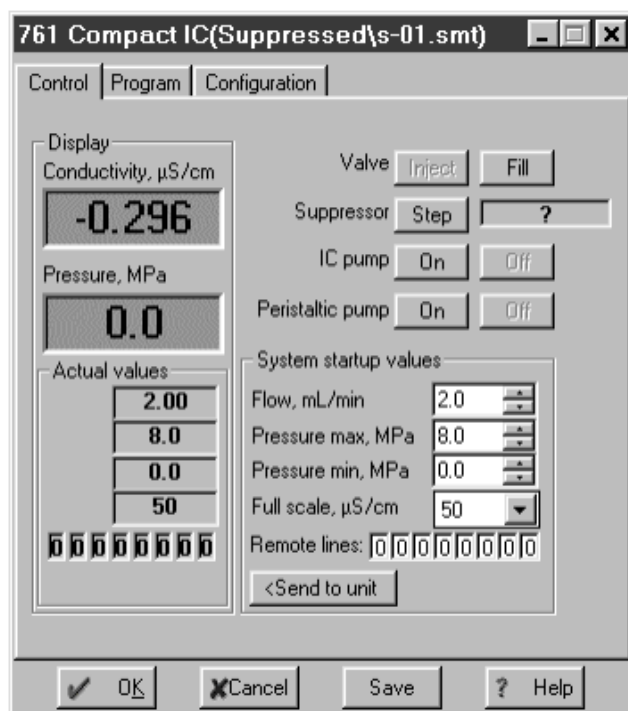 761 Compact IC(Suppressed\s-01.smt)
Control Program Configuration
Display
Conductivity, µS/cm
-0.296
Pressure, MPa
0.0
Actual values
2.00
8.0
0.0
50
0 0 0 0 0 0 0 0
Valve Inject Fill
Suppressor Step ?
IC pump On Off
Peristaltic pump On Off
System startup values
Flow, mL/min 2.0
Pressure max, MPa 8.0
Pressure min, MPa 0.0
Full scale, µS/cm 50
Remote lines: 0 0 0 0 0 0 0 0
<Send to unit
OK Cancel Save ? Help